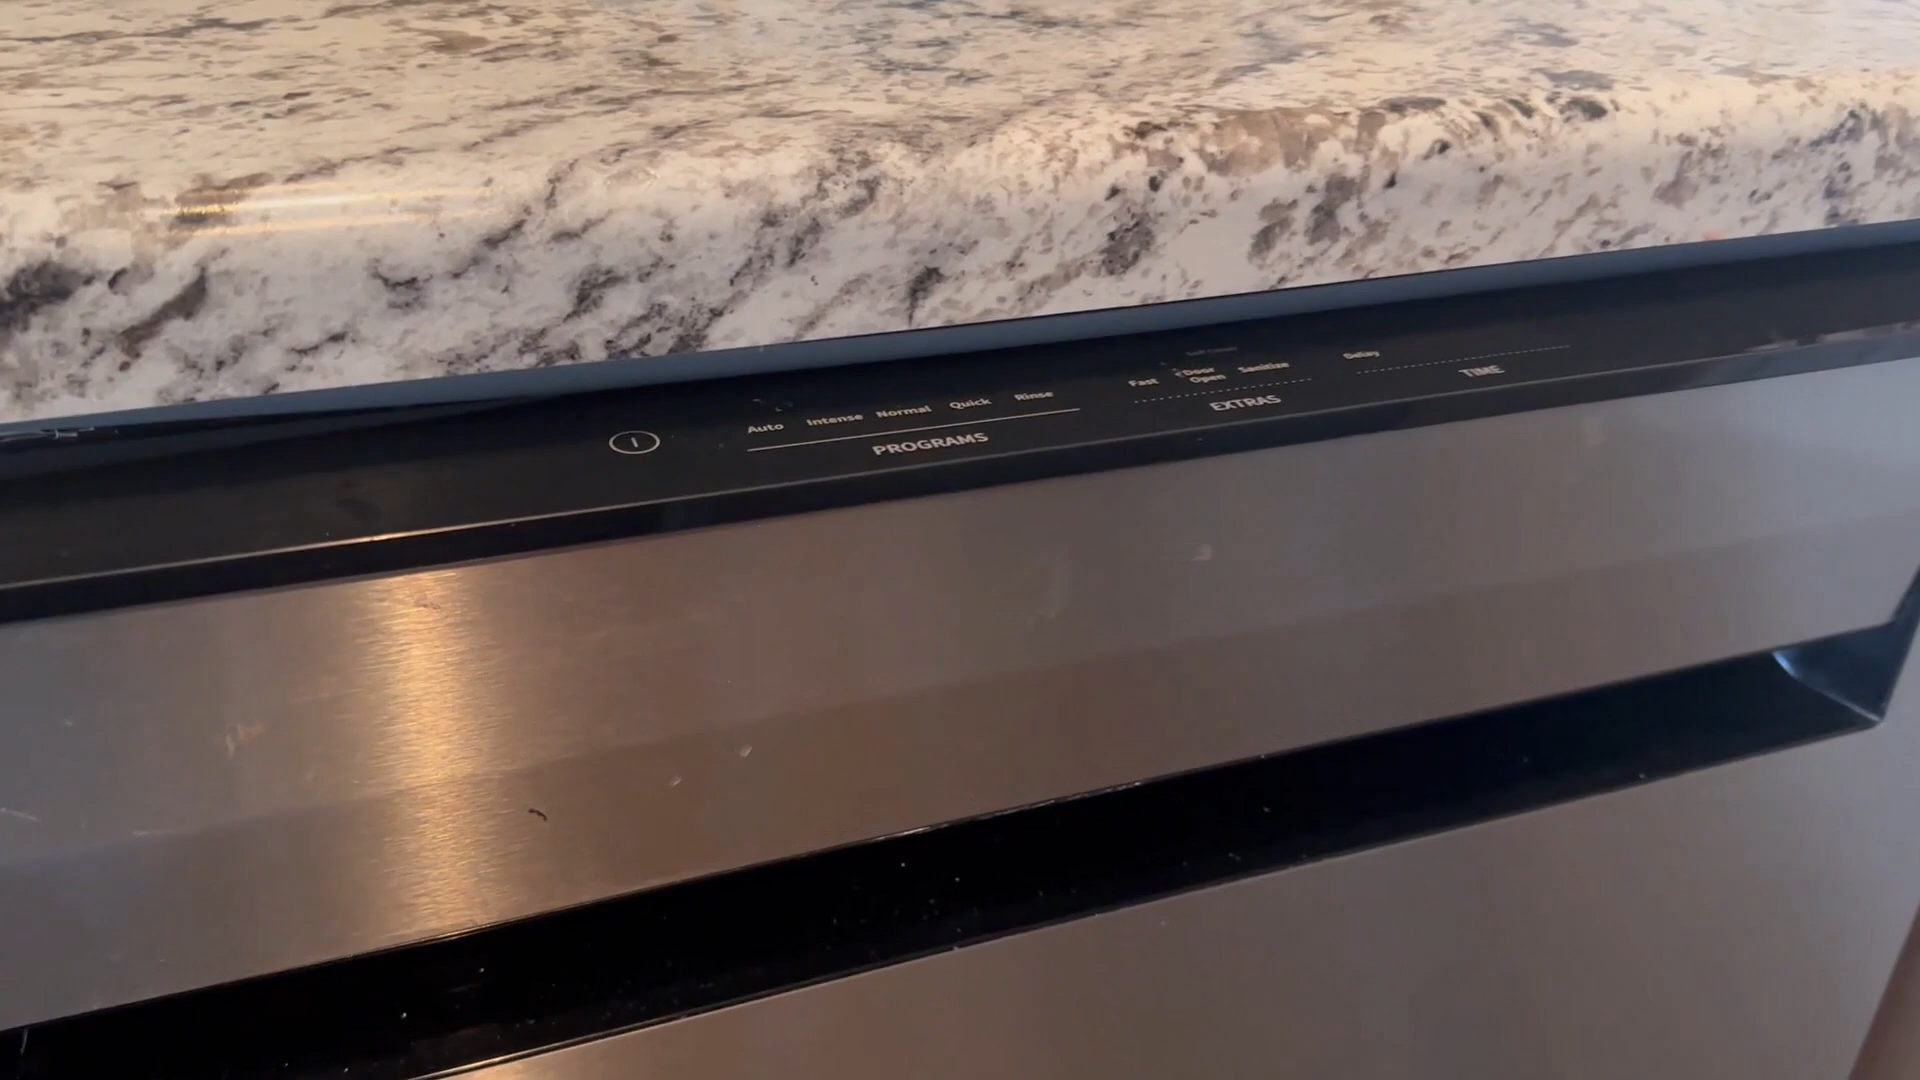 Auto Intense Normal Quick Rinse
PROGRAMS
Fast Door Open Sanitize
EXTRAS
Delay
TIME